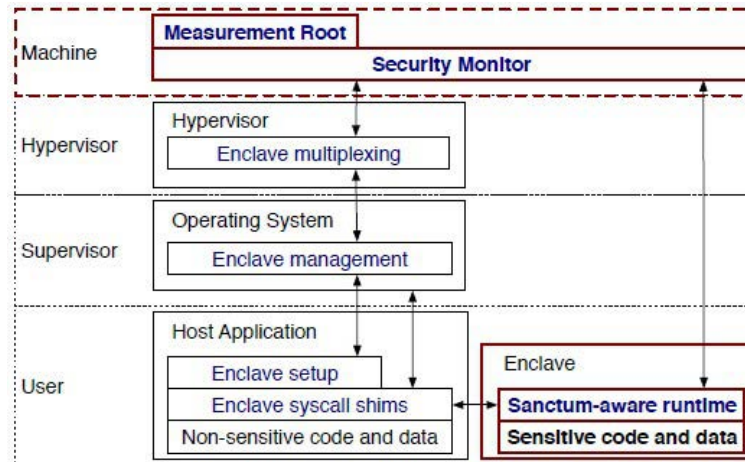 Machine
Measurement Root
Security Monitor
Hypervisor
Hypervisor
Enclave multiplexing
Supervisor
Operating System
Enclave management
User
Host Application
Enclave setup
Enclave syscall shims
Non-sensitive code and data
Enclave
Sanctum-aware runtime
Sensitive code and data